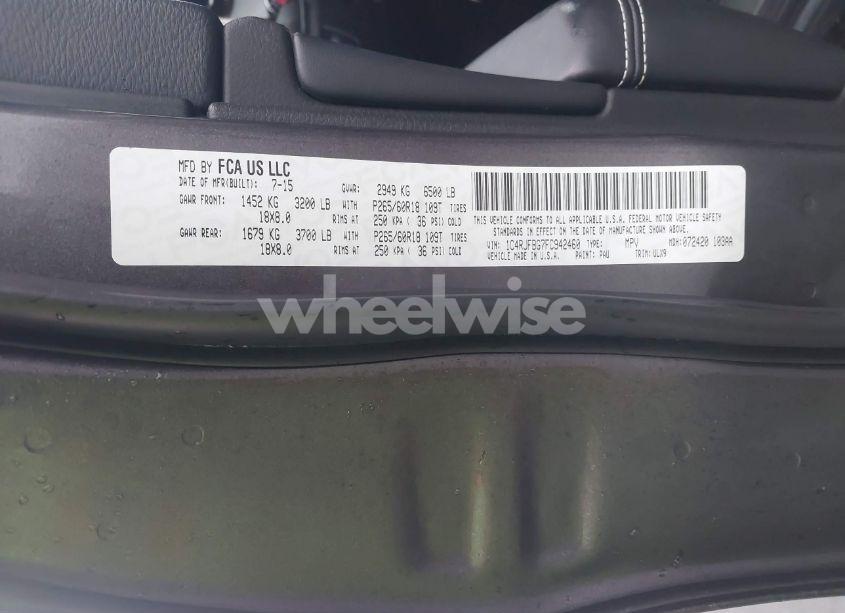 MFD BY FCA US LLC
DATE OF MFR(BUILT): 7-15 GVWR: 2949 KG 6500 LB
GAWR FRONT: 1452 KG 3200 LB WITH P265/60R18 109T TIRES
18X8.0 RIMS AT 250 KPA ( 36 PSI) COLD
GAWR REAR: 1679 KG 3700 LB WITH P265/60R18 109T TIRES
18X8.0 RIMS AT 250 KPA ( 36 PSI) COLD
THIS VEHICLE CONFORMS TO ALL APPLICABLE U.S.A. FEDERAL MOTOR VEHICLE SAFETY
STANDARDS IN EFFECT ON THE DATE OF MANUFACTURE SHOWN ABOVE.
VIN: 1C4RJFBG7FC942460 TYPE: MPV MDH: 072420 103AA
VEHICLE MADE IN U.S.A. PAINT: PAU TRIM: ULX9
wheelwise